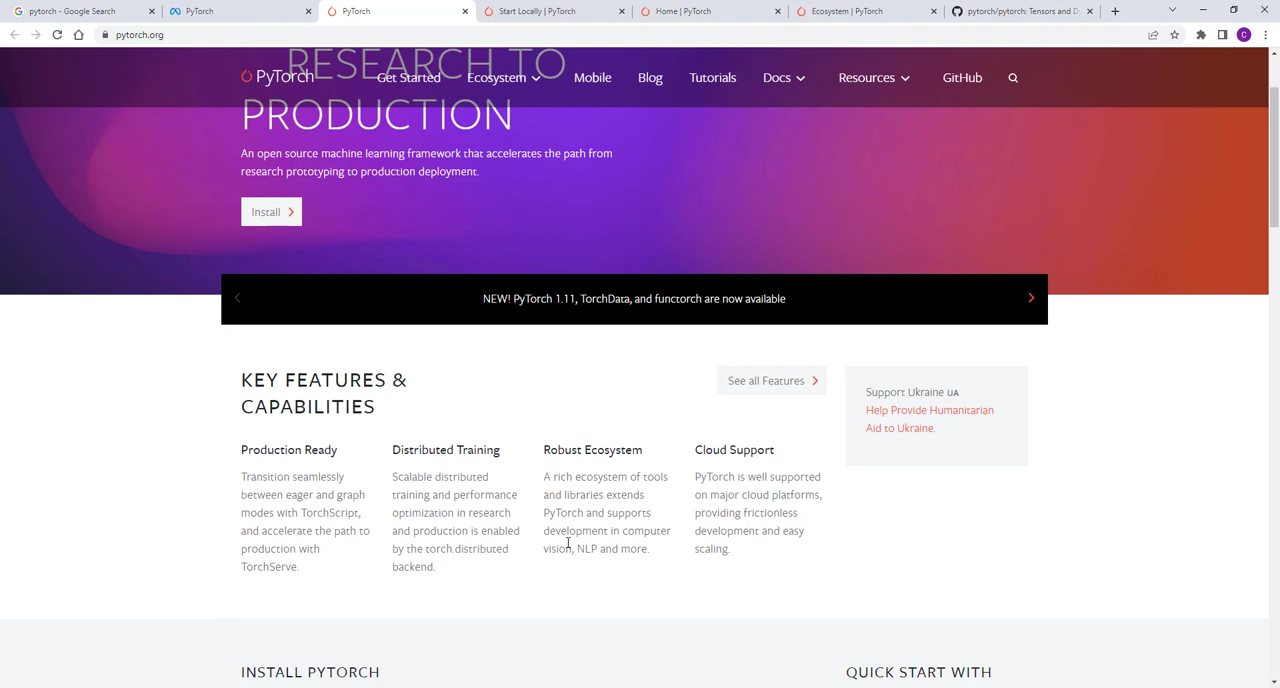 pytorch - Google Search
PyTorch
PyTorch
Start Locally | PyTorch
Home | PyTorch
Ecosystem | PyTorch
pytorch/pytorch: Tensors and D
pytorch.org
C
RESEARCH TO
PRODUCTION
PyTorch
Get Started
Ecosystem
Mobile
Blog
Tutorials
Docs
Resources
GitHub
An open source machine learning framework that accelerates the path from
research prototyping to production deployment.
Install
NEW! PyTorch 1.11, TorchData, and functorch are now available
KEY FEATURES &
CAPABILITIES
See all Features
Production Ready
Transition seamlessly
between eager and graph
modes with TorchScript,
and accelerate the path to
production with
TorchServe.
Distributed Training
Scalable distributed
training and performance
optimization in research
and production is enabled
by the torch.distributed
backend.
Robust Ecosystem
A rich ecosystem of tools
and libraries extends
PyTorch and supports
development in computer
vision, NLP and more.
Cloud Support
PyTorch is well supported
on major cloud platforms,
providing frictionless
development and easy
scaling.
Support Ukraine UA
Help Provide Humanitarian
Aid to Ukraine.
INSTALL PYTORCH
QUICK START WITH